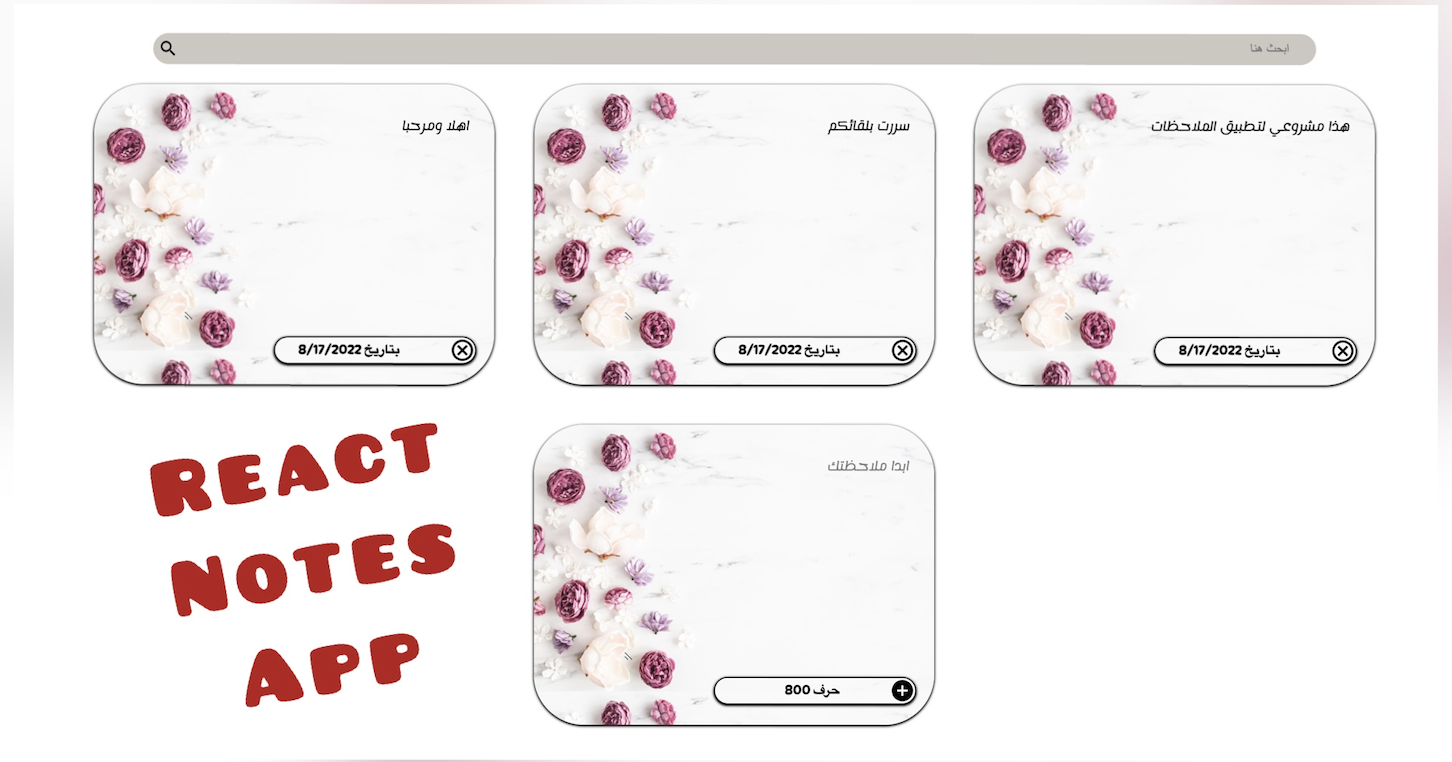 ابحث هنا
هذا مشروعي لتطبيق الملاحظات
سررت بلقائكم
اهلا ومرحبا
بتاريخ 8/17/2022
بتاريخ 8/17/2022
بتاريخ 8/17/2022
ابدا ملاحظتك
800 حرف
REACT
NOTES
APP